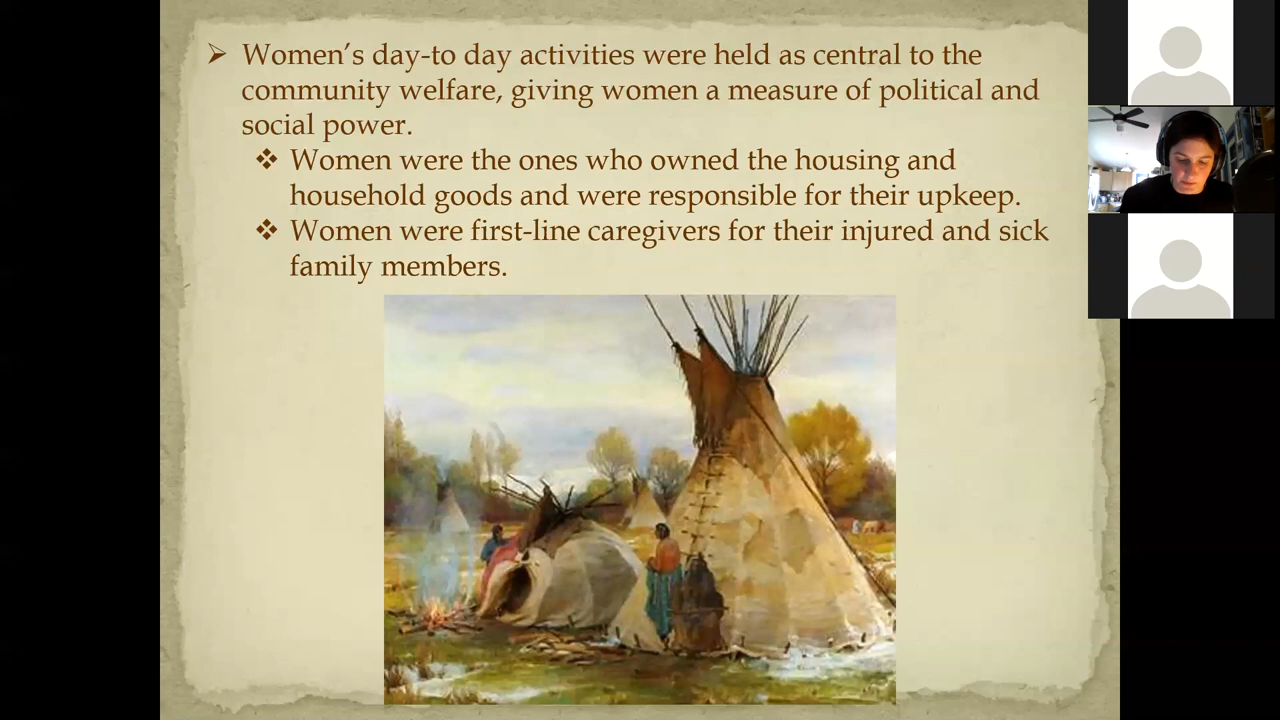 Women's day-to day activities were held as central to the
community welfare, giving women a measure of political and
social power.
Women were the ones who owned the housing and
household goods and were responsible for their upkeep.
Women were first-line caregivers for their injured and sick
family members.